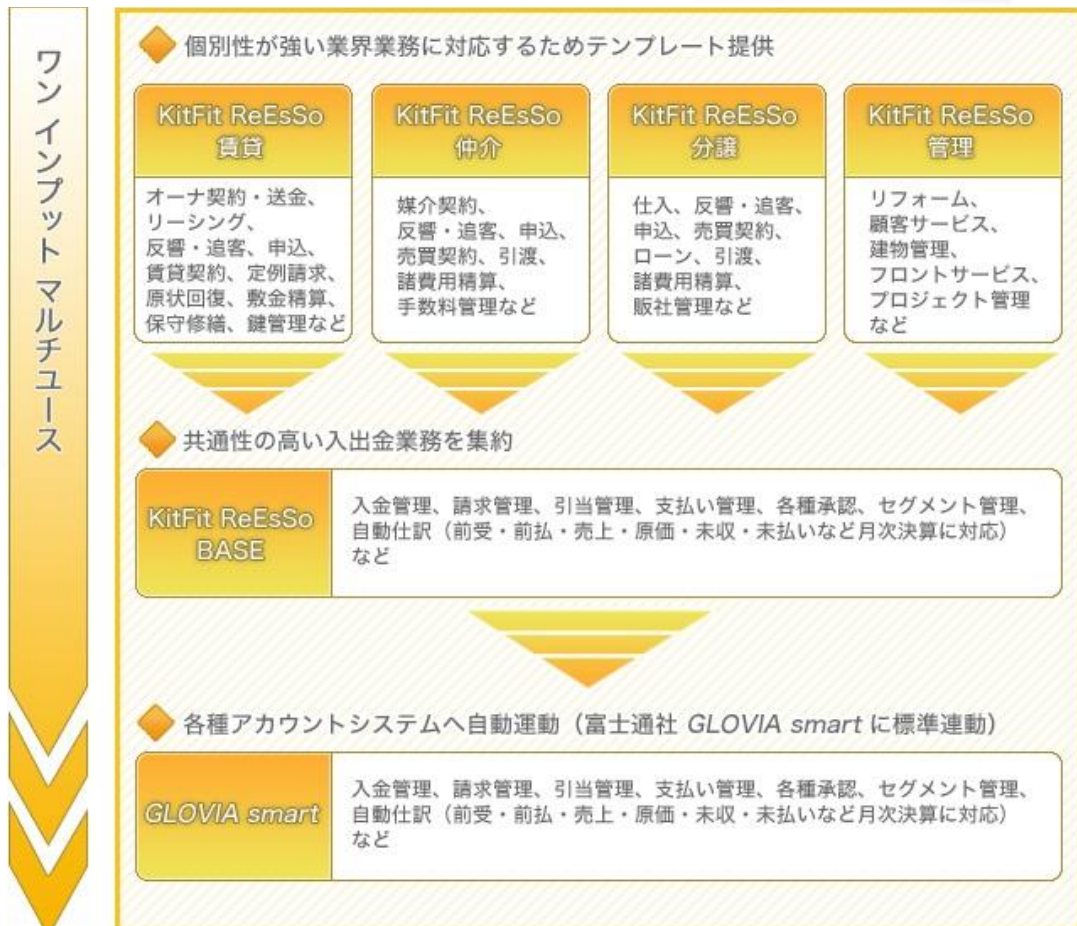 ワン インプット マルチユース
個別性が強い業界業務に対応するためテンプレート提供
KitFit ReEsSo
賃貸
オーナ契約・送金、
リーシング、
反響・追客、申込、
賃貸契約、定例請求、
原状回復、敷金精算、
保守修繕、鍵管理など
KitFit ReEsSo
仲介
媒介契約、
反響・追客、申込、
売買契約、引渡、
諸費用精算、
手数料管理など
KitFit ReEsSo
分譲
仕入、反響・追客、
申込、売買契約、
ローン、引渡、
諸費用精算、
販社管理など
KitFit ReEsSo
管理
リフォーム、
顧客サービス、
建物管理、
フロントサービス、
プロジェクト管理
など
共通性の高い入出金業務を集約
KitFit ReEsSo
BASE
入金管理、請求管理、引当管理、支払い管理、各種承認、セグメント管理、
自動仕訳（前受・前払・売上・原価・未収・未払いなど月次決算に対応）
など
各種アカウントシステムへ自動運動（富士通社 GLOVIA smart に標準連動）
GLOVIA smart
入金管理、請求管理、引当管理、支払い管理、各種承認、セグメント管理、
自動仕訳（前受・前払・売上・原価・未収・未払いなど月次決算に対応）
など